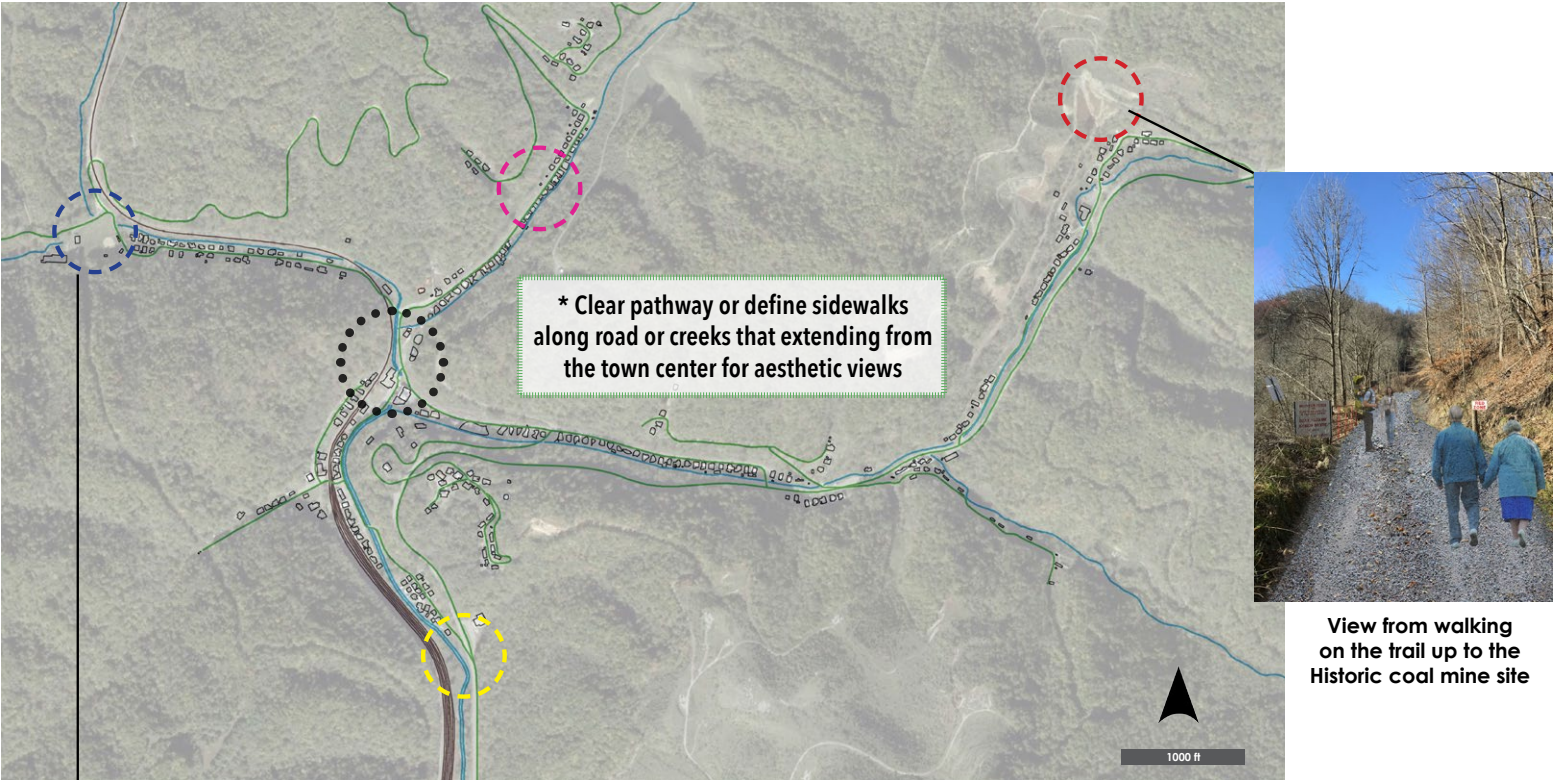 * Clear pathway or define sidewalks
along road or creeks that extending from
the town center for aesthetic views
1000 ft
View from walking
on the trail up to the
Historic coal mine site